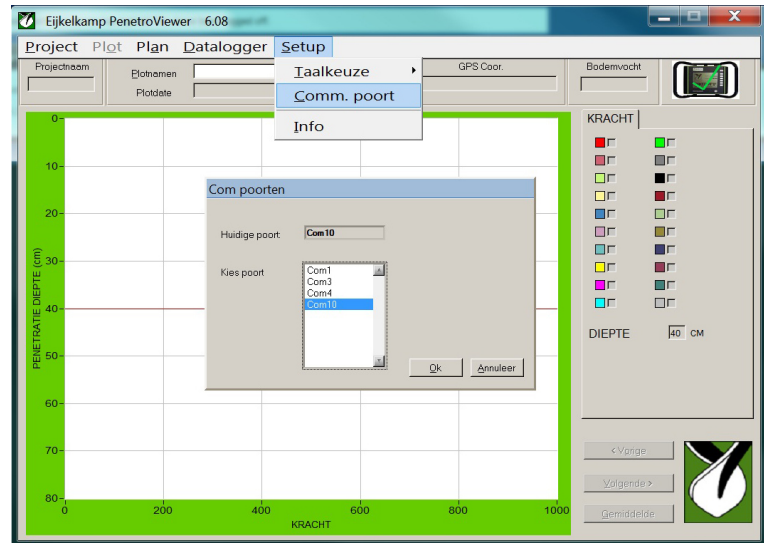 Eijkelkamp PenetroViewer 6.08
Project Plot Plan Datalogger Setup
Taalkeuze
Comm. poort
Info
Projectnaam
Plotnamen
Plotdate
GPS Coor.
Bodemvocht
KRACHT
Com poorten
Huidige poort
Com10
Kies poort
Com1
Com3
Com4
Com10
Ok Annuleer
PENETRATIE DIEPTE (cm)
0
10
20
30
40
50
60
70
80
0 200 400 600 800 1000
KRACHT
DIEPTE 40 CM
< Vorige
Volgende >
Gemiddelde